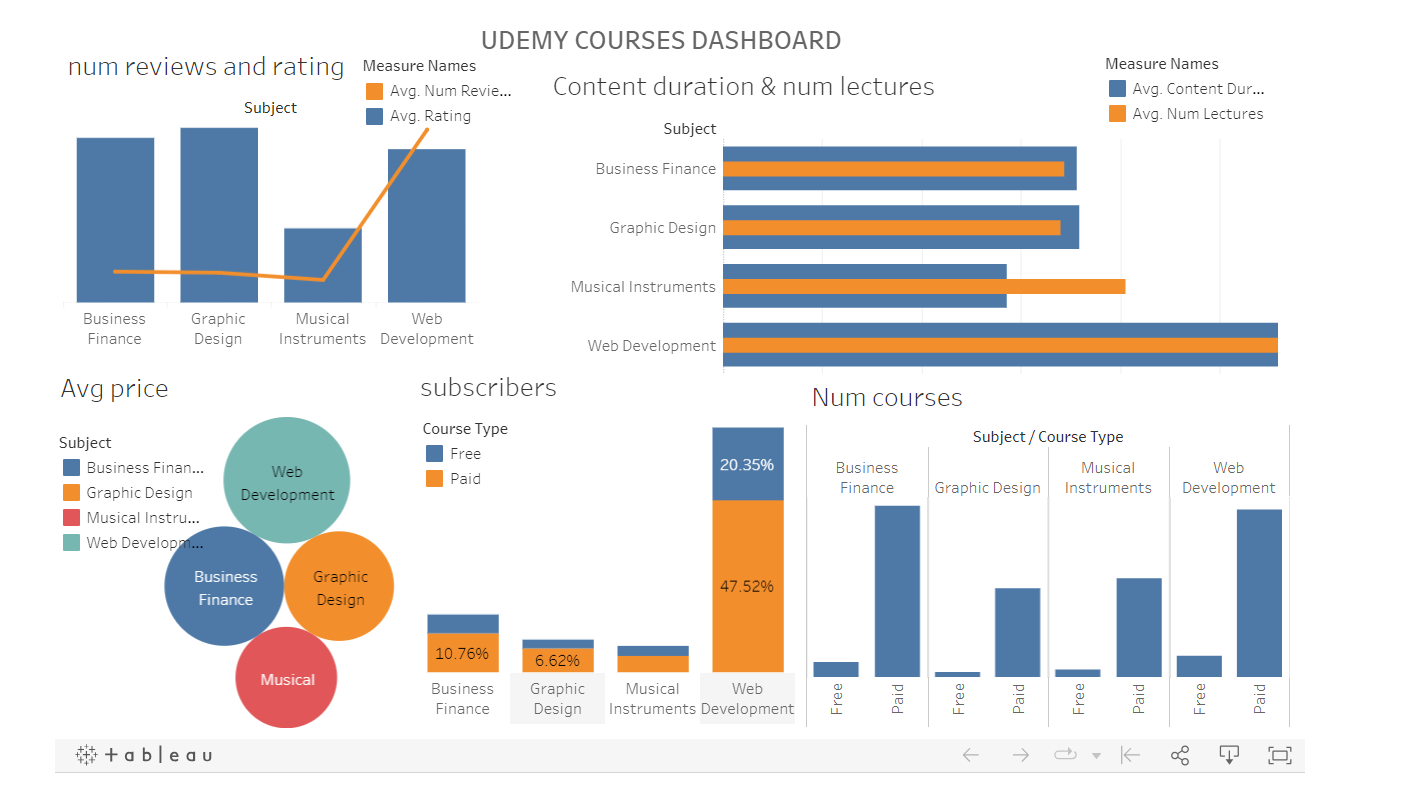 UDEMY COURSES DASHBOARD
num reviews and rating
Measure Names
Avg. Num Revie...
Avg. Rating
Subject
Business
Finance
Graphic
Design
Musical
Instruments
Web
Development
Content duration & num lectures
Measure Names
Avg. Content Dur...
Avg. Num Lectures
Subject
Business Finance
Graphic Design
Musical Instruments
Web Development
Avg price
Subject
Business Finan...
Graphic Design
Musical Instru...
Web Developm...
Web
Development
Business
Finance
Graphic
Design
Musical
subscribers
Course Type
Free
Paid
20.35%
47.52%
10.76%
6.62%
Business
Finance
Graphic
Design
Musical
Instruments
Web
Development
Num courses
Subject / Course Type
Business
Finance
Graphic Design
Musical
Instruments
Web
Development
Free
Paid
Free
Paid
Free
Paid
Free
Paid
tableau